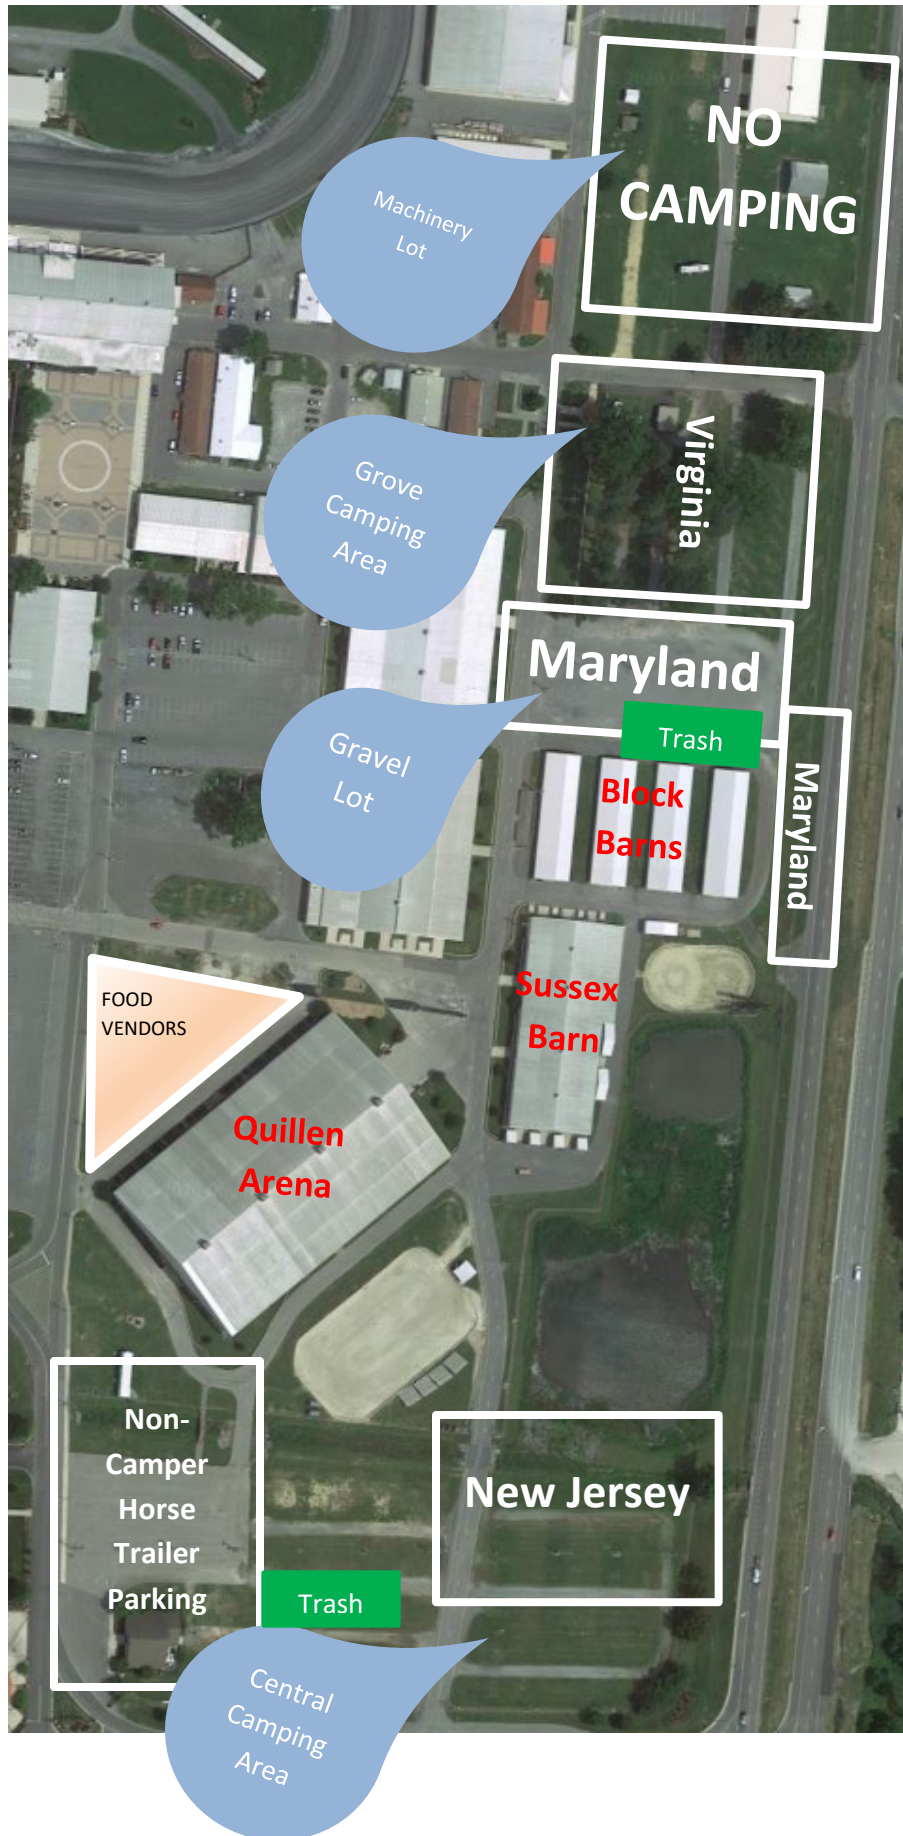 NO
CAMPING
Machinery
Lot
Virginia
Grove
Camping
Area
Maryland
Trash
Gravel
Lot
Block
Barns
Maryland
FOOD
VENDORS
Sussex
Barn
Quillen
Arena
Non-
Camper
Horse
Trailer
Parking
New Jersey
Trash
Central
Camping
Area